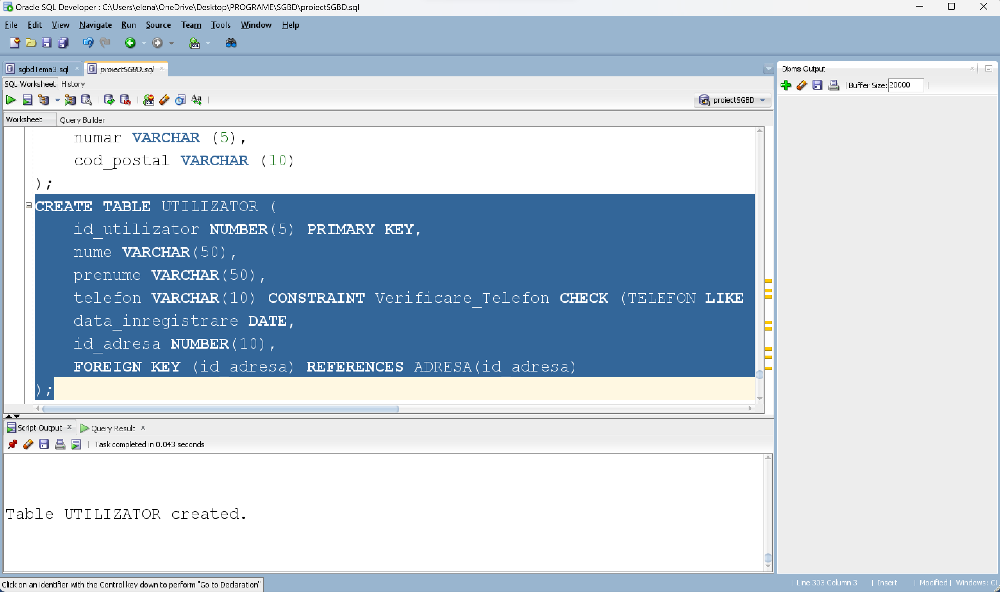 Oracle SQL Developer : C:\Users\elena\OneDrive\Desktop\PROGRAME\SGBD\proiectSGBD.sql
File Edit View Navigate Run Source Team Tools Window Help
sgbdTema3.sql proiectSGBD.sql
SQL Worksheet History
proiectSGBD
Worksheet Query Builder
numar VARCHAR (5),
cod_postal VARCHAR (10)
);
CREATE TABLE UTILIZATOR (
id_utilizator NUMBER(5) PRIMARY KEY,
nume VARCHAR(50),
prenume VARCHAR(50),
telefon VARCHAR(10) CONSTRAINT Verificare_Telefon CHECK (TELEFON LIKE
data_inregistrare DATE,
id_adresa NUMBER(10),
FOREIGN KEY (id_adresa) REFERENCES ADRESA(id_adresa)
);
Script Output Query Result
Task completed in 0.043 seconds
Table UTILIZATOR created.
Dbms Output
Buffer Size: 20000
Click on an identifier with the Control key down to perform "Go to Declaration"
Line 303 Column 3 Insert Modified Windows: Cl